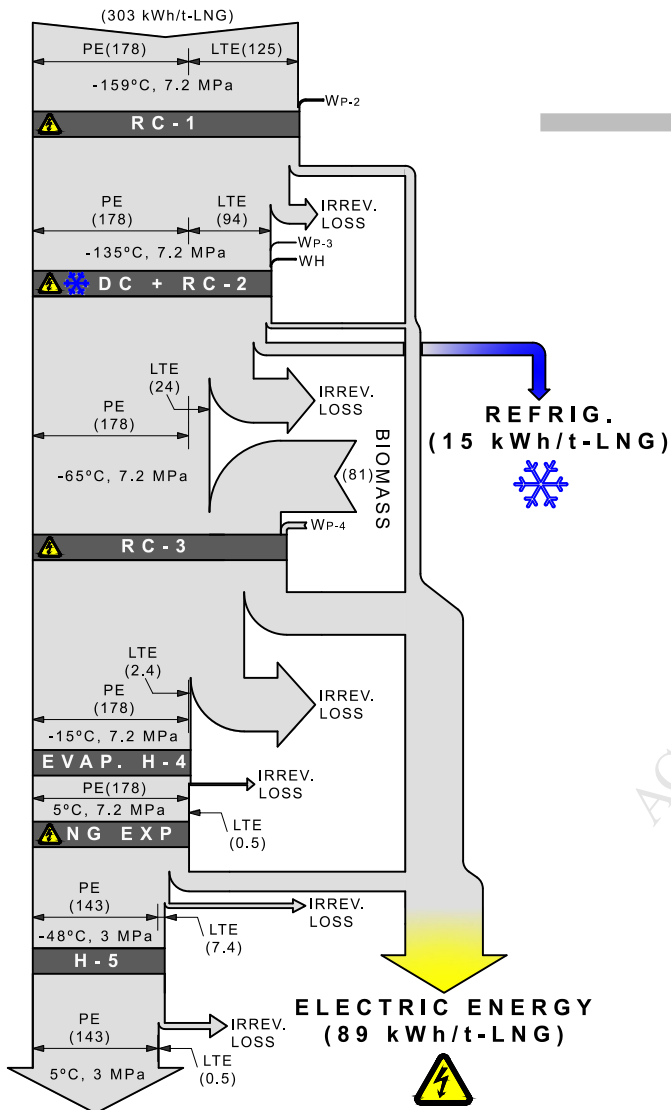 (303 kWh/t-LNG)
PE(178) LTE(125)
-159ºC, 7.2 MPa
WP-2
RC-1
PE
(178)
LTE
(94)
IRREV.
LOSS
WP-3
-135ºC, 7.2 MPa
WH
DC + RC-2
LTE
(24)
PE
(178)
IRREV.
LOSS
REFRIG.
(15 kWh/t-LNG)
-65ºC, 7.2 MPa
(81)
BIOMASS
WP-4
RC-3
LTE
(2.4)
PE
(178)
IRREV.
LOSS
-15ºC, 7.2 MPa
EVAP. H-4
PE(178)
IRREV.
LOSS
5ºC, 7.2 MPa
LTE
(0.5)
NG EXP
PE
(143)
IRREV.
LOSS
LTE
(7.4)
-48ºC, 3 MPa
H-5
ELECTRIC ENERGY
(89 kWh/t-LNG)
PE
(143)
IRREV.
LOSS
LTE
(0.5)
5ºC, 3 MPa
AC